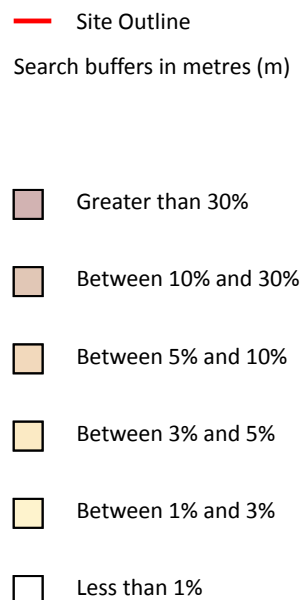 Site Outline
Search buffers in metres (m)
Greater than 30%
Between 10% and 30%
Between 5% and 10%
Between 3% and 5%
Between 1% and 3%
Less than 1%